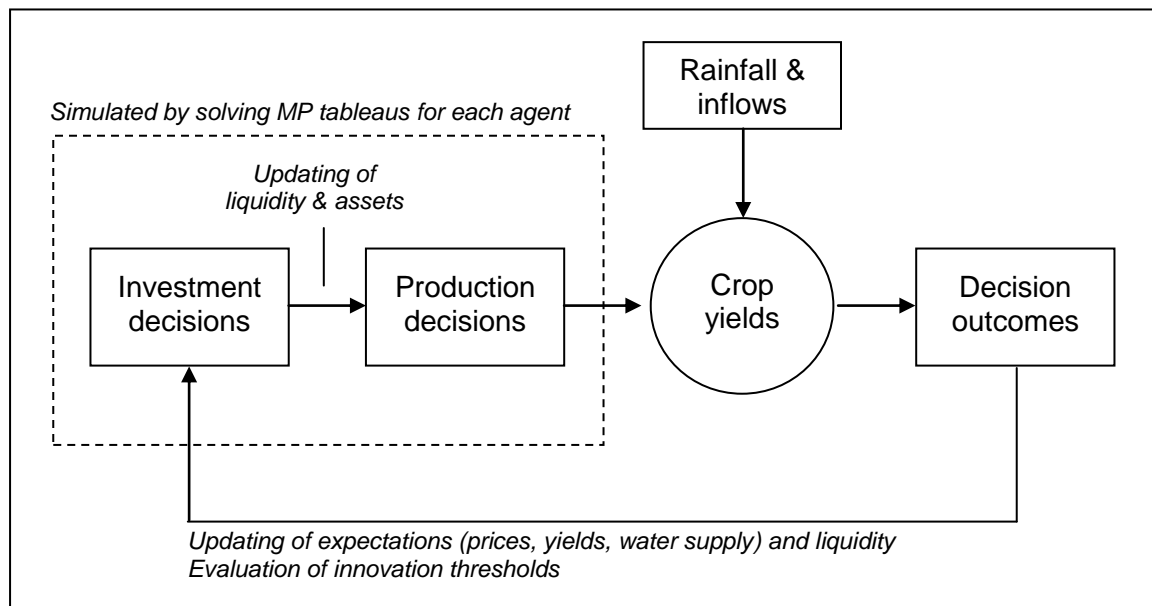 Rainfall &
inflows
Simulated by solving MP tableaus for each agent
Updating of
liquidity & assets
Investment
decisions
Production
decisions
Crop
yields
Decision
outcomes
Updating of expectations (prices, yields, water supply) and liquidity
Evaluation of innovation thresholds